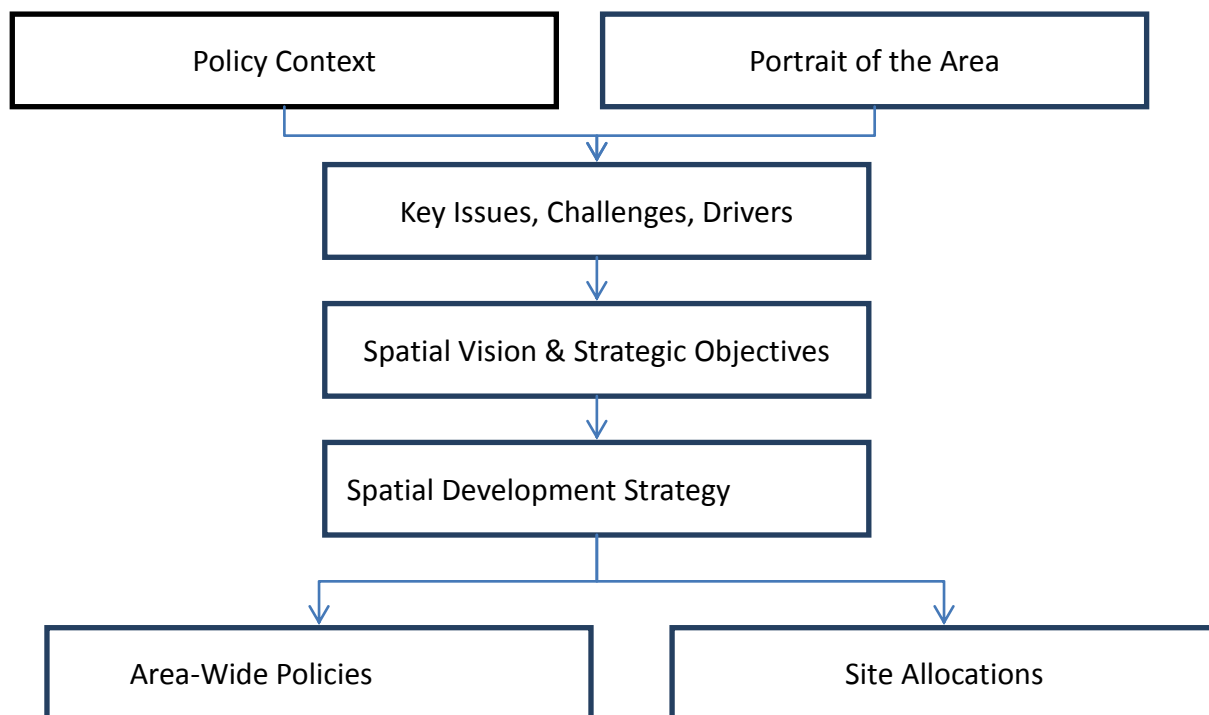 Policy Context
Portrait of the Area
Key Issues, Challenges, Drivers
Spatial Vision & Strategic Objectives
Spatial Development Strategy
Area-Wide Policies
Site Allocations